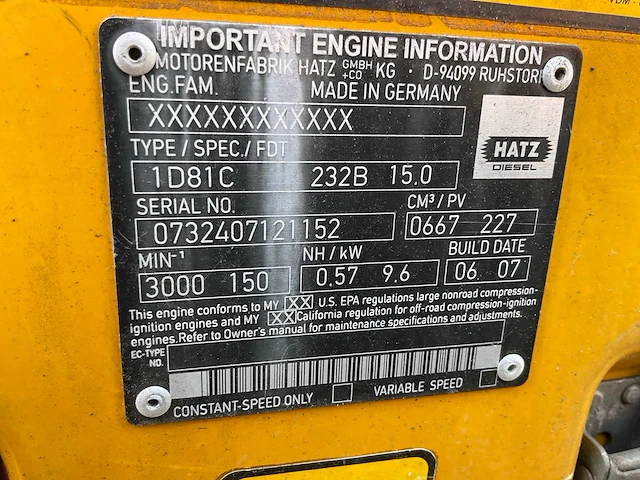 IMPORTANT ENGINE INFORMATION
MOTORENFABRIK HATZ GMBH +CO KG · D-94099 RUHSTOR
ENG.FAM. MADE IN GERMANY
XXXXXXXXXXXX
HATZ
DIESEL
TYPE / SPEC./ FDT
1D81C 232B 15.0
SERIAL NO. CM³ / PV
0732407121152 0667 227
MIN⁻¹ NH / kW BUILD DATE
3000 150 0.57 9.6 06 07
This engine conforms to MY XX U.S. EPA regulations large nonroad compression-
ignition engines and MY XX California regulation for off-road compression-ignition
engines. Refer to Owner's manual for maintenance specifications and adjustments.
EC-TYPE
NO.
CONSTANT-SPEED ONLY VARIABLE SPEED